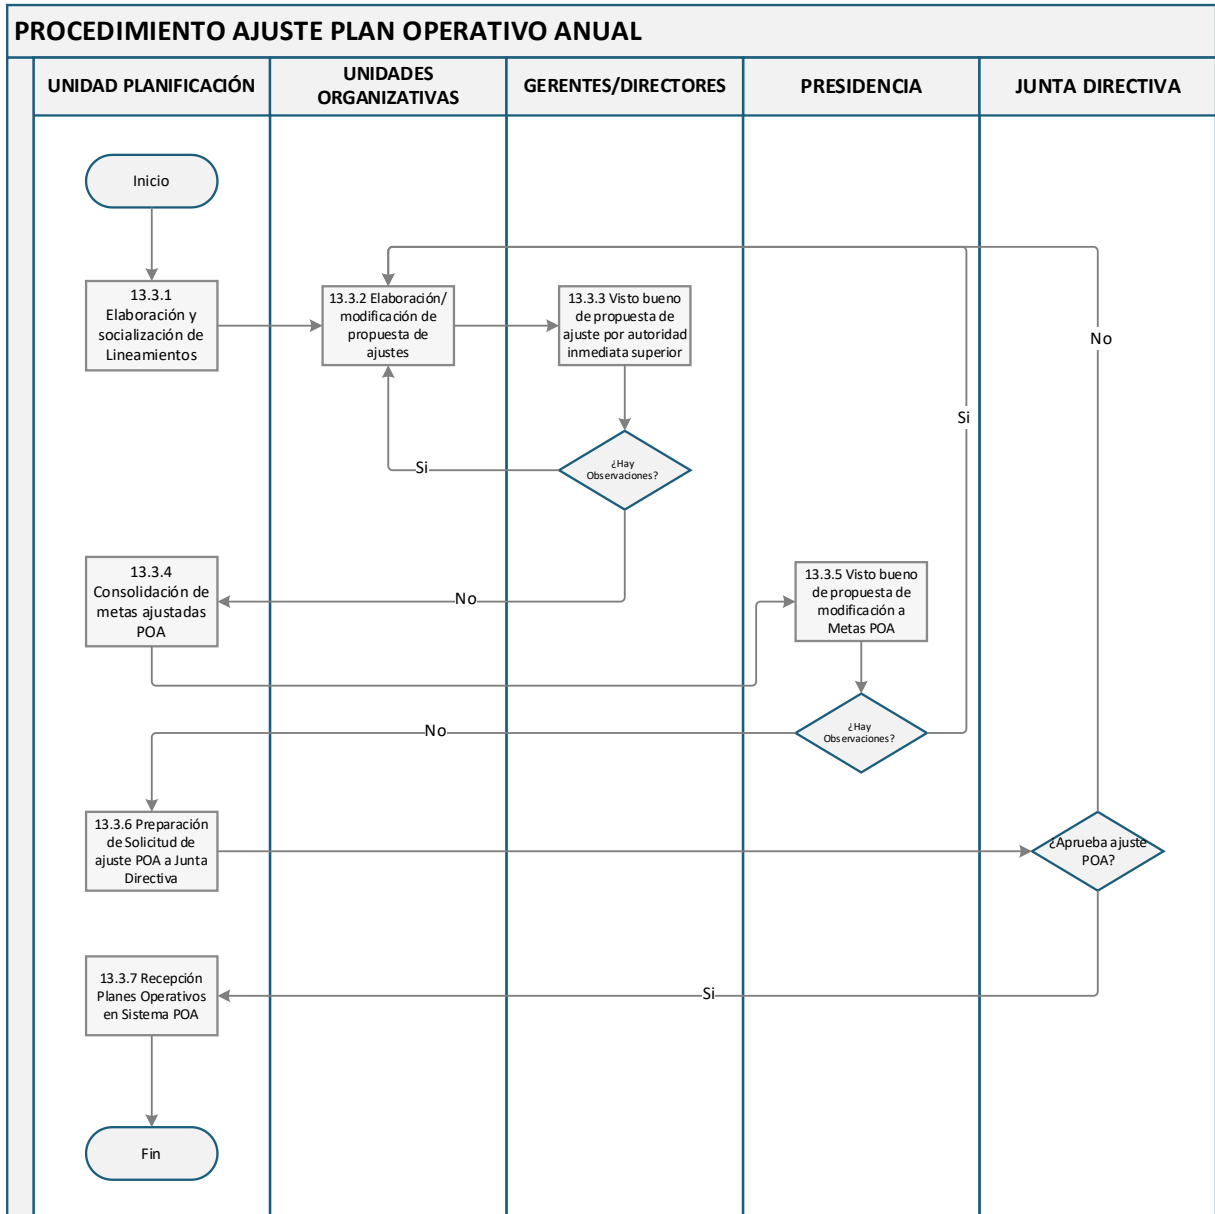 PROCEDIMIENTO AJUSTE PLAN OPERATIVO ANUAL
UNIDAD PLANIFICACIÓN
UNIDADES
ORGANIZATIVAS
GERENTES/DIRECTORES
PRESIDENCIA
JUNTA DIRECTIVA
Inicio
13.3.1
Elaboración y
socialización de
Lineamientos
13.3.2 Elaboración/
modificación de
propuesta de
ajustes
13.3.3 Visto bueno
de propuesta de
ajuste por autoridad
inmediata superior
No
Si
¿Hay
Observaciones?
Si
13.3.4
Consolidación de
metas ajustadas
POA
No
13.3.5 Visto bueno
de propuesta de
modificación a
Metas POA
¿Hay
Observaciones?
No
13.3.6 Preparación
de Solicitud de
ajuste POA a Junta
Directiva
¿Aprueba ajuste
POA?
13.3.7 Recepción
Planes Operativos
en Sistema POA
Si
Fin